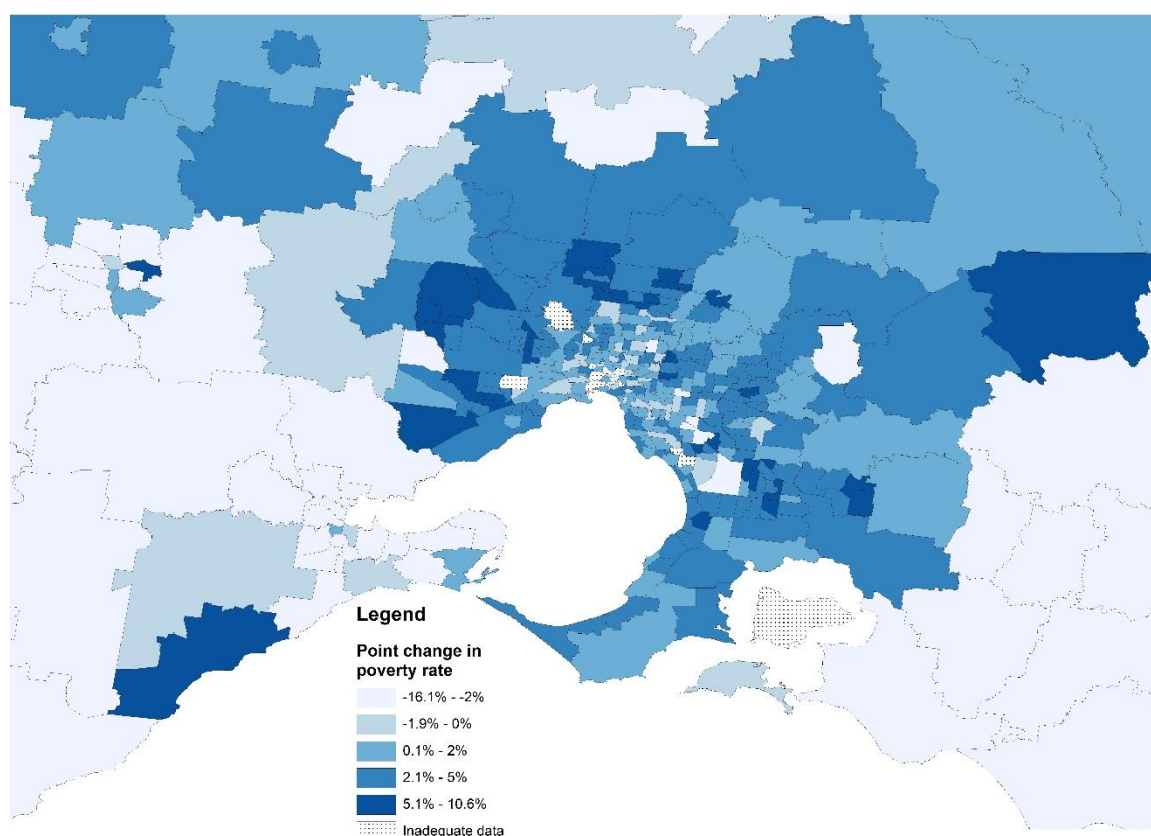 Legend
Point change in
poverty rate
-16.1% - -2%
-1.9% - 0%
0.1% - 2%
2.1% - 5%
5.1% - 10.6%
Inadequate data